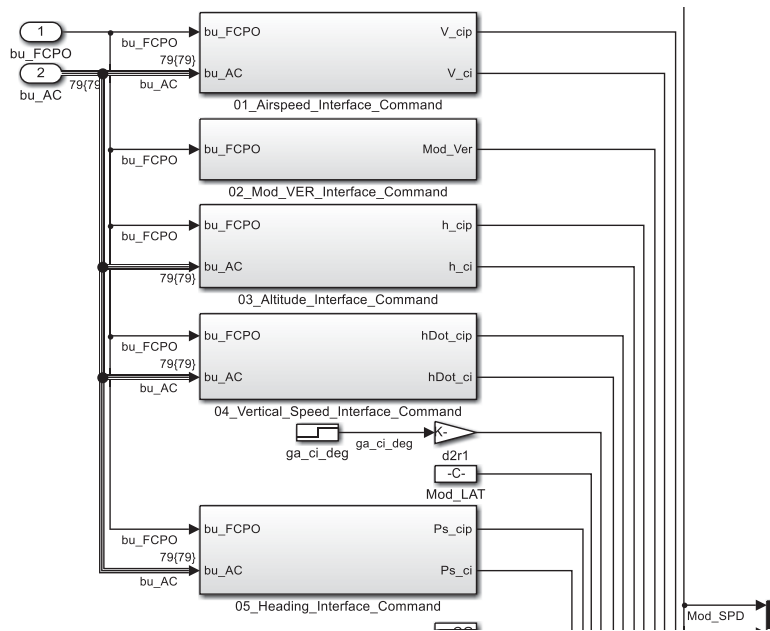 1
bu_FCPO
2
bu_AC
79{79
bu_FCPO
79{79}
bu_AC
bu_FCPO
bu_AC
V_cip
V_ci
01_Airspeed_Interface_Command
bu_FCPO
bu_FCPO
Mod_Ver
02_Mod_VER_Interface_Command
bu_FCPO
79{79}
bu_FCPO
bu_AC
h_cip
h_ci
03_Altitude_Interface_Command
bu_FCPO
79{79}
bu_AC
bu_FCPO
bu_AC
hDot_cip
hDot_ci
04_Vertical_Speed_Interface_Command
ga_ci_deg
ga_ci_deg
K-
d2r1
-C-
Mod_LAT
bu_FCPO
79{79}
bu_AC
bu_FCPO
bu_AC
Ps_cip
Ps_ci
05_Heading_Interface_Command
Mod_SPD